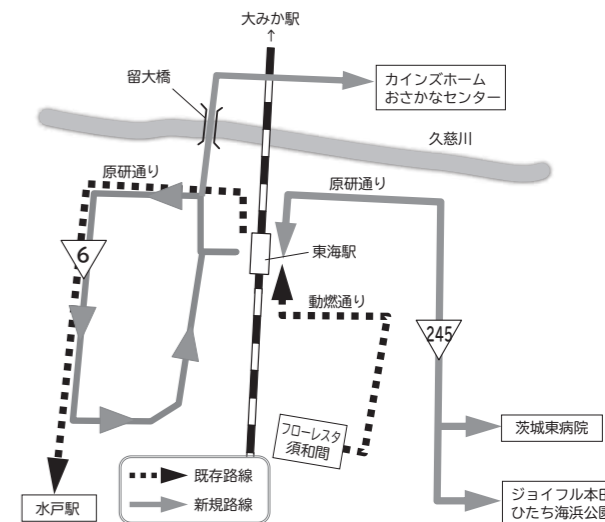 大みか駅
↑
留大橋
カインズホーム
おさかなセンター
久慈川
原研通り
原研通り
6
東海駅
動燃通り
245
フローレスタ
須和間
茨城東病院
既存路線
新規路線
水戸駅
ジョイフル本田
ひたち海浜公園